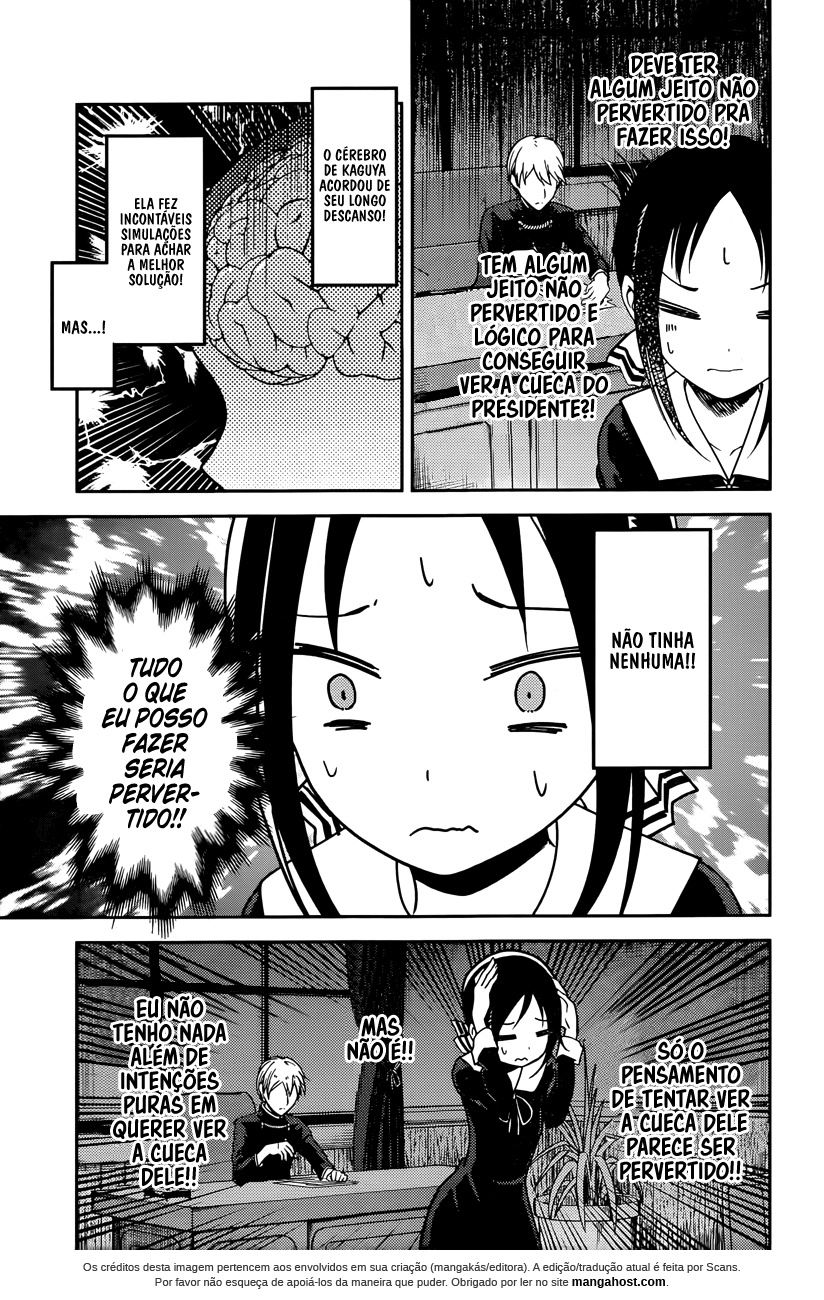 DEVE TER
ALGUM JEITO NÃO
PERVERTIDO PRA
FAZER ISSO!
TEM ALGUM
JEITO NÃO
PERVERTIDO E
LÓGICO PARA
CONSEGUIR
VER A CUECA DO
PRESIDENTE?!
O CÉREBRO
DE KAGUYA
ACORDOU DE
SEU LONGO
DESCANSO!
ELA FEZ
INCONTÁVEIS
SIMULAÇÕES
PARA ACHAR
A MELHOR
SOLUÇÃO!
MAS...!
NÃO TINHA
NENHUMA!!
TUDO
O QUE
EU POSSO
FAZER
SERIA
PERVER-
TIDO!!
SÓ O
PENSAMENTO
DE TENTAR VER
A CUECA DELE
PARECE SER
PERVERTIDO!!
MAS
NÃO É!!
EU NÃO
TENHO NADA
ALÉM DE
INTENÇÕES
PURAS EM
QUERER VER
A CUECA
DELE!!
Os créditos desta imagem pertencem aos envolvidos em sua criação (mangakás/editora). A edição/tradução atual é feita por Scans.
Por favor não esqueça de apoiá-los da maneira que puder. Obrigado por ler no site mangahost.com.